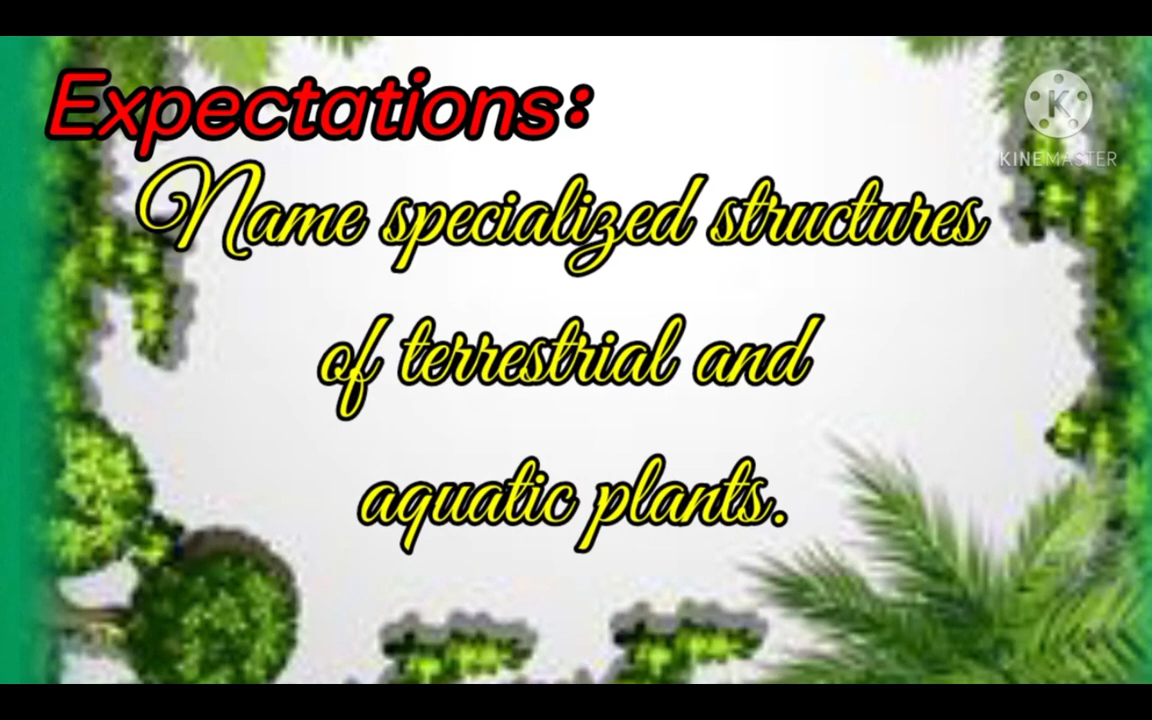 Expectations:
K
KINEMASTER
Name specialized structures
of terrestrial and
aquatic plants.